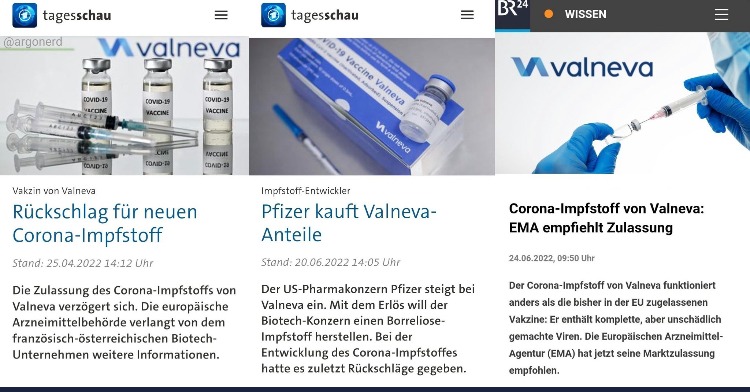 tagesschau
@argonerd
valneva
COVID-19
VACCINE
COVID-19
VACCINE
COVID-19
VACCINE
Vakzin von Valneva
Rückschlag für neuen
Corona-Impfstoff
Stand: 25.04.2022 14:12 Uhr
Die Zulassung des Corona-Impfstoffs von
Valneva verzögert sich. Die europäische
Arzneimittelbehörde verlangt von dem
französisch-österreichischen Biotech-
Unternehmen weitere Informationen.
tagesschau
COVID-19 Vaccine Valneva
valneva
Impfstoff-Entwickler
Pfizer kauft Valneva-
Anteile
Stand: 20.06.2022 14:05 Uhr
Der US-Pharmakonzern Pfizer steigt bei
Valneva ein. Mit dem Erlös will der
Biotech-Konzern einen Borreliose-
Impfstoff herstellen. Bei der
Entwicklung des Corona-Impfstoffes
hatte es zuletzt Rückschläge gegeben.
BR24
WISSEN
valneva
Corona-Impfstoff von Valneva:
EMA empfiehlt Zulassung
24.06.2022, 09:50 Uhr
Der Corona-Impfstoff von Valneva funktioniert
anders als die bisher in der EU zugelassenen
Vakzine: Er enthält komplette, aber unschädlich
gemachte Viren. Die Europäischen Arzneimittel-
Agentur (EMA) hat jetzt seine Marktzulassung
empfohlen.